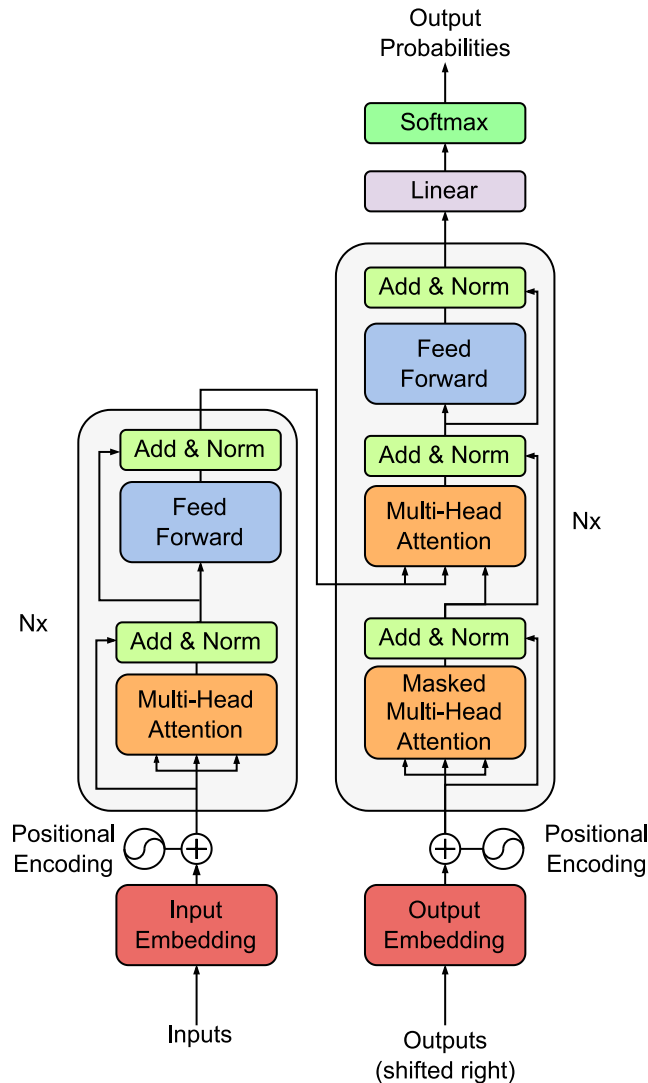 Output
Probabilities
Softmax
Linear
Add & Norm
Feed
Forward
Add & Norm
Multi-Head
Attention
Nx
Add & Norm
Masked
Multi-Head
Attention
Add & Norm
Feed
Forward
Nx
Add & Norm
Multi-Head
Attention
Positional
Encoding
Positional
Encoding
Input
Embedding
Output
Embedding
Inputs
Outputs
(shifted right)